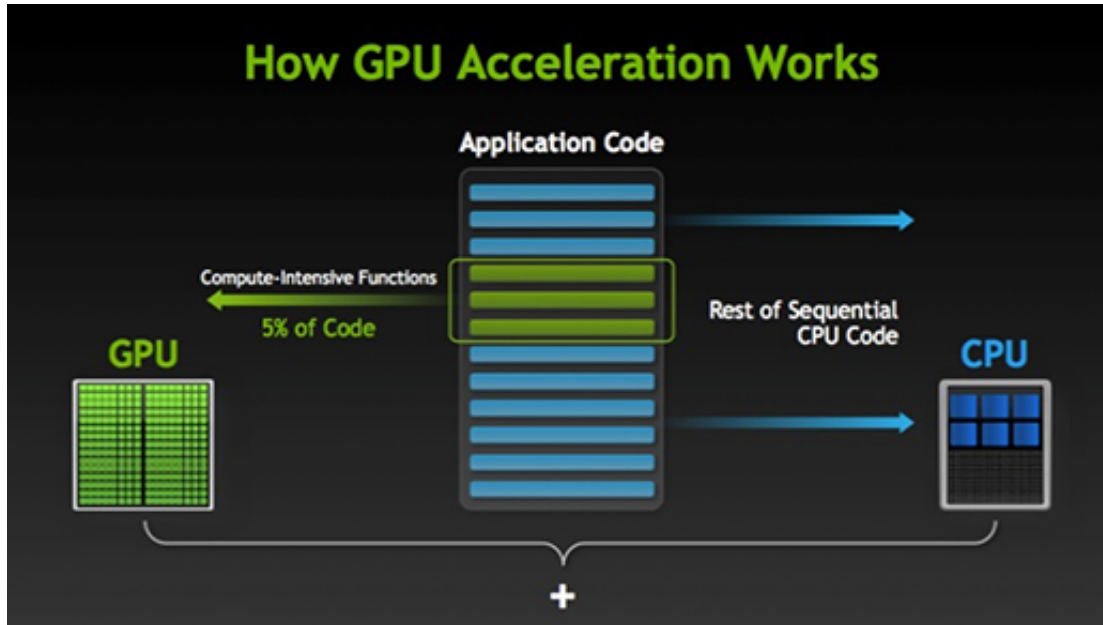 How GPU Acceleration Works
Application Code
Compute-Intensive Functions
5% of Code
Rest of Sequential
CPU Code
GPU
CPU
+